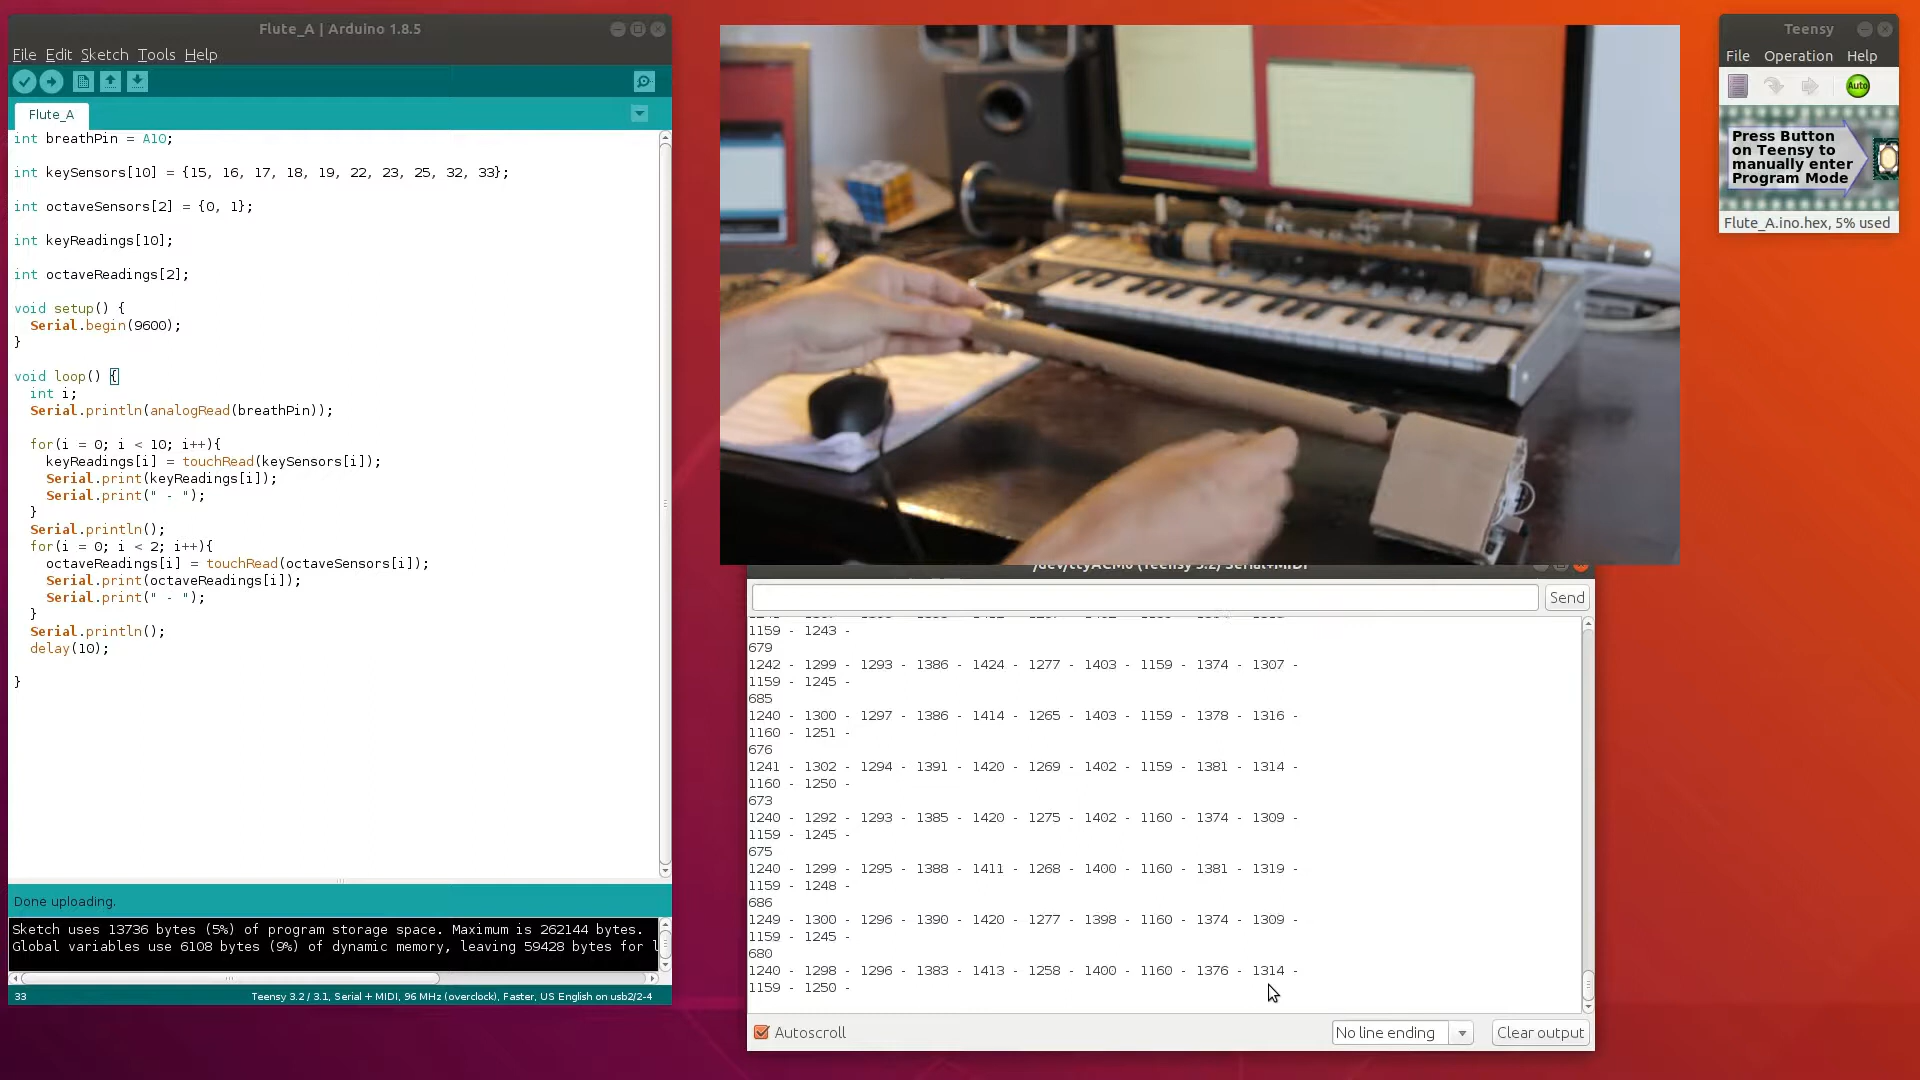 Flute_A | Arduino 1.8.5
File Edit Sketch Tools Help
Flute_A
int breathPin = A10;
int keySensors[10] = {15, 16, 17, 18, 19, 22, 23, 25, 32, 33};
int octaveSensors[2] = {0, 1};
int keyReadings[10];
int octaveReadings[2];
void setup() {
Serial.begin(9600);
}
void loop() {
int i;
Serial.println(analogRead(breathPin));
for(i = 0; i < 10; i++){
keyReadings[i] = touchRead(keySensors[i]);
Serial.print(keyReadings[i]);
Serial.print(" - ");
}
Serial.println();
for(i = 0; i < 2; i++){
octaveReadings[i] = touchRead(octaveSensors[i]);
Serial.print(octaveReadings[i]);
Serial.print(" - ");
}
Serial.println();
delay(10);
}
Done uploading.
Sketch uses 13736 bytes (5%) of program storage space. Maximum is 262144 bytes.
Global variables use 6108 bytes (9%) of dynamic memory, leaving 59428 bytes for l
33
Teensy 3.2 / 3.1, Serial + MIDI, 96 MHz (overclock), Faster, US English on usb2/2-4
/dev/ttyACM0 (Teensy 3.2) Serial+MIDI
Send
1159 - 1243 -
679
1242 - 1299 - 1293 - 1386 - 1424 - 1277 - 1403 - 1159 - 1374 - 1307 -
1159 - 1245 -
685
1240 - 1300 - 1297 - 1386 - 1414 - 1265 - 1403 - 1159 - 1378 - 1316 -
1160 - 1251 -
676
1241 - 1302 - 1294 - 1391 - 1420 - 1269 - 1402 - 1159 - 1381 - 1314 -
1160 - 1250 -
673
1240 - 1292 - 1293 - 1385 - 1420 - 1275 - 1402 - 1160 - 1374 - 1309 -
1159 - 1245 -
675
1240 - 1299 - 1295 - 1388 - 1411 - 1268 - 1400 - 1160 - 1381 - 1319 -
1159 - 1248 -
686
1249 - 1300 - 1296 - 1390 - 1420 - 1277 - 1398 - 1160 - 1374 - 1309 -
1159 - 1245 -
680
1240 - 1298 - 1296 - 1383 - 1413 - 1258 - 1400 - 1160 - 1376 - 1314 -
1159 - 1250 -
Autoscroll
No line ending
Clear output
Teensy
File Operation Help
Auto
Press Button
on Teensy to
manually enter
Program Mode
Flute_A.ino.hex, 5% used